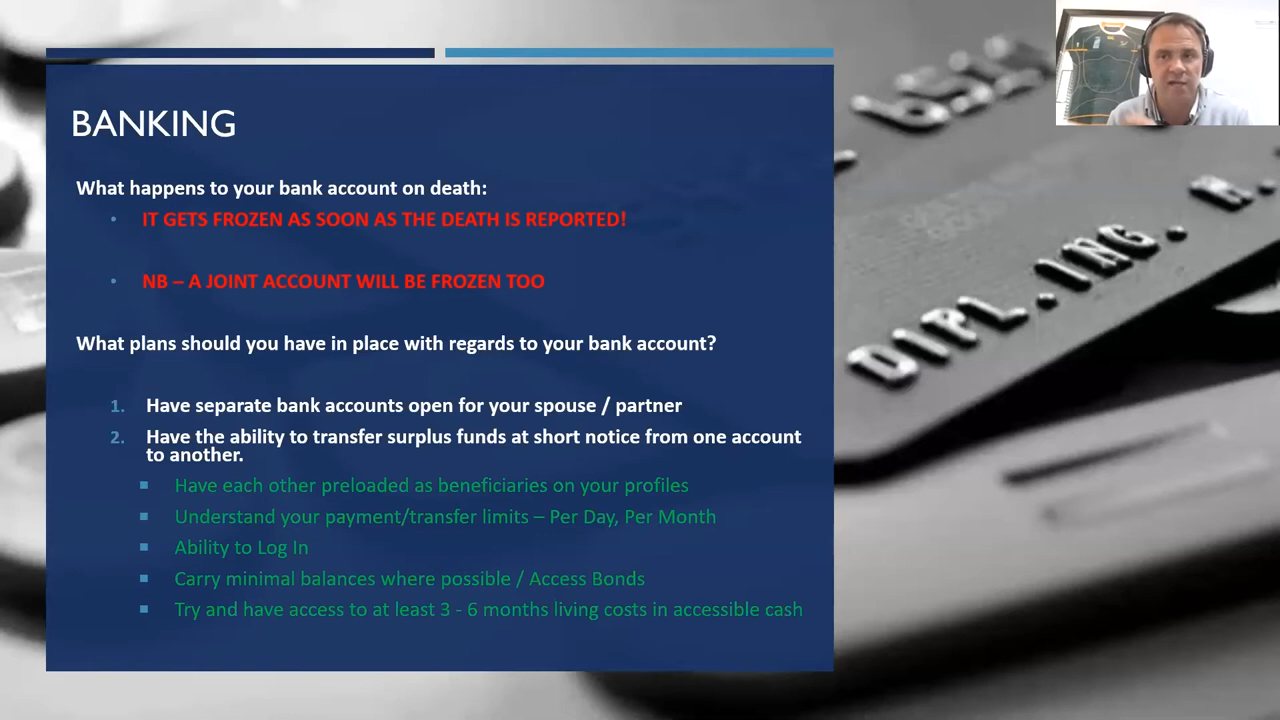 BANKING
What happens to your bank account on death:
• IT GETS FROZEN AS SOON AS THE DEATH IS REPORTED!
• NB – A JOINT ACCOUNT WILL BE FROZEN TOO
What plans should you have in place with regards to your bank account?
1. Have separate bank accounts open for your spouse / partner
2. Have the ability to transfer surplus funds at short notice from one account
to another.
▪ Have each other preloaded as beneficiaries on your profiles
▪ Understand your payment/transfer limits – Per Day, Per Month
▪ Ability to Log In
▪ Carry minimal balances where possible / Access Bonds
▪ Try and have access to at least 3 - 6 months living costs in accessible cash
DIPL.ING.